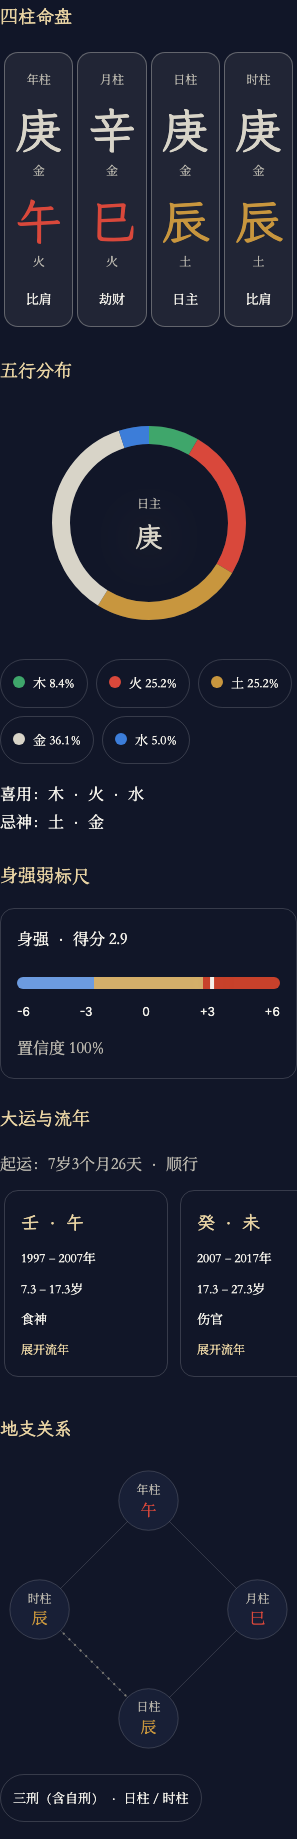 四柱命盘
年柱 月柱 日柱 时柱
庚 辛 庚 庚
金 金 金 金
午 巳 辰 辰
火 火 土 土
比肩 劫财 日主 比肩
五行分布
日主
庚
木 8.4% 火 25.2% 土 25.2%
金 36.1% 水 5.0%
喜用：木 · 火 · 水
忌神：土 · 金
身强弱标尺
身强 · 得分 2.9
-6 -3 0 +3 +6
置信度 100%
大运与流年
起运：7岁3个月26天 · 顺行
壬 · 午 癸 · 未
1997 – 2007年 2007 – 2017年
7.3 – 17.3岁 17.3 – 27.3岁
食神 伤官
展开流年 展开流年
地支关系
年柱
午
时柱 月柱
辰 巳
日柱
辰
三刑（含自刑） · 日柱 / 时柱